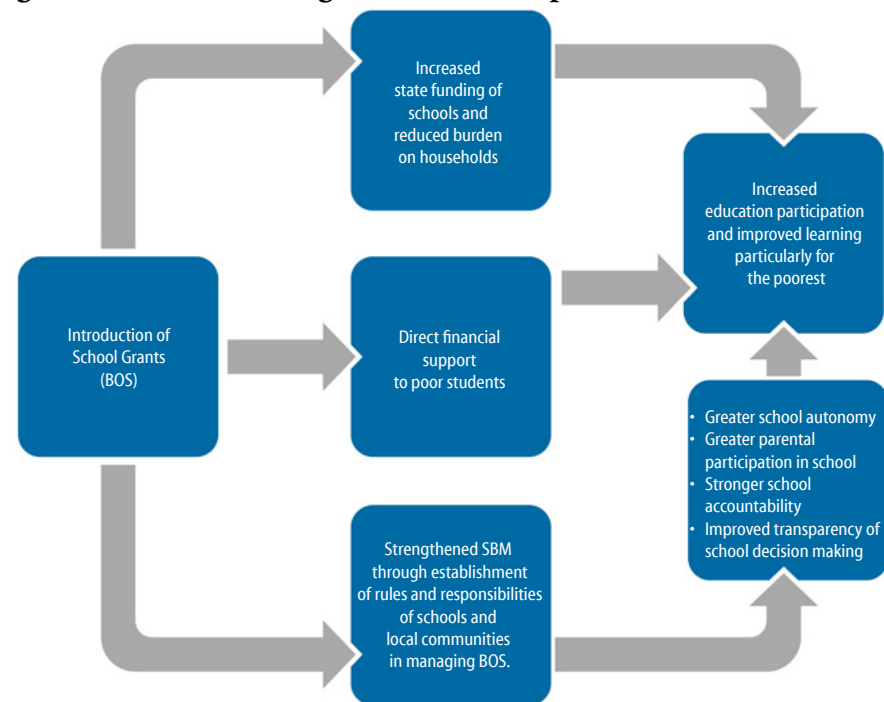 Increased
state funding of
schools and
reduced burden
on households
Increased
education participation
and improved learning
particularly for
the poorest
Introduction of
School Grants
(BOS)
Direct financial
support
to poor students
• Greater school autonomy
• Greater parental
participation in school
• Stronger school
accountability
• Improved transparency of
school decision making
Strengthened SBM
through establishment
of rules and responsibilities
of schools and
local communities
in managing BOS.